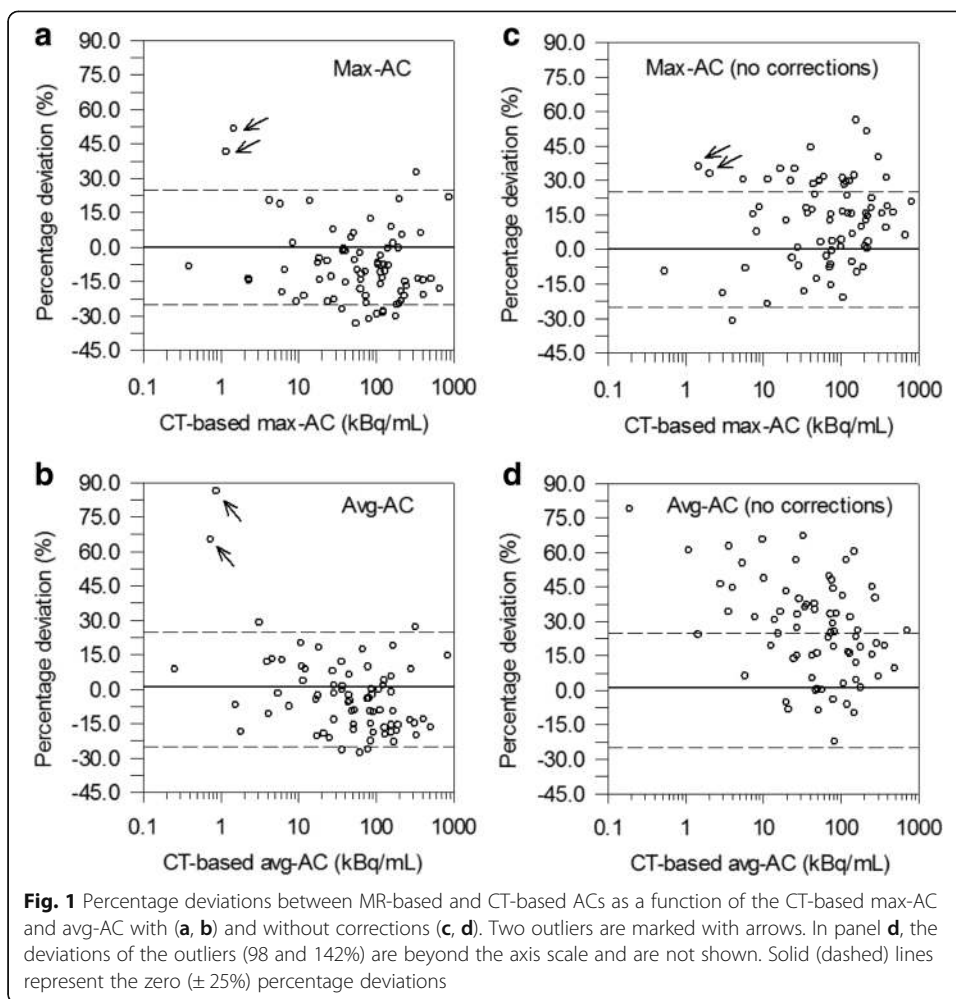 a
90.0
75.0
60.0
45.0
30.0
15.0
0.0
-15.0
-30.0
-45.0
Percentage deviation (%)
Max-AC
0.1 1 10 100 1000
CT-based max-AC (kBq/mL)
c
90.0
75.0
60.0
45.0
30.0
15.0
0.0
-15.0
-30.0
-45.0
Percentage deviation (%)
Max-AC (no corrections)
0.1 1 10 100 1000
CT-based max-AC (kBq/mL)
b
90.0
75.0
60.0
45.0
30.0
15.0
0.0
-15.0
-30.0
-45.0
Percentage deviation (%)
Avg-AC
0.1 1 10 100 1000
CT-based avg-AC (kBq/mL)
d
90.0
75.0
60.0
45.0
30.0
15.0
0.0
-15.0
-30.0
-45.0
Percentage deviation (%)
Avg-AC (no corrections)
0.1 1 10 100 1000
CT-based avg-AC (kBq/mL)
Fig. 1 Percentage deviations between MR-based and CT-based ACs as a function of the CT-based max-AC
and avg-AC with (a, b) and without corrections (c, d). Two outliers are marked with arrows. In panel d, the
deviations of the outliers (98 and 142%) are beyond the axis scale and are not shown. Solid (dashed) lines
represent the zero (± 25%) percentage deviations